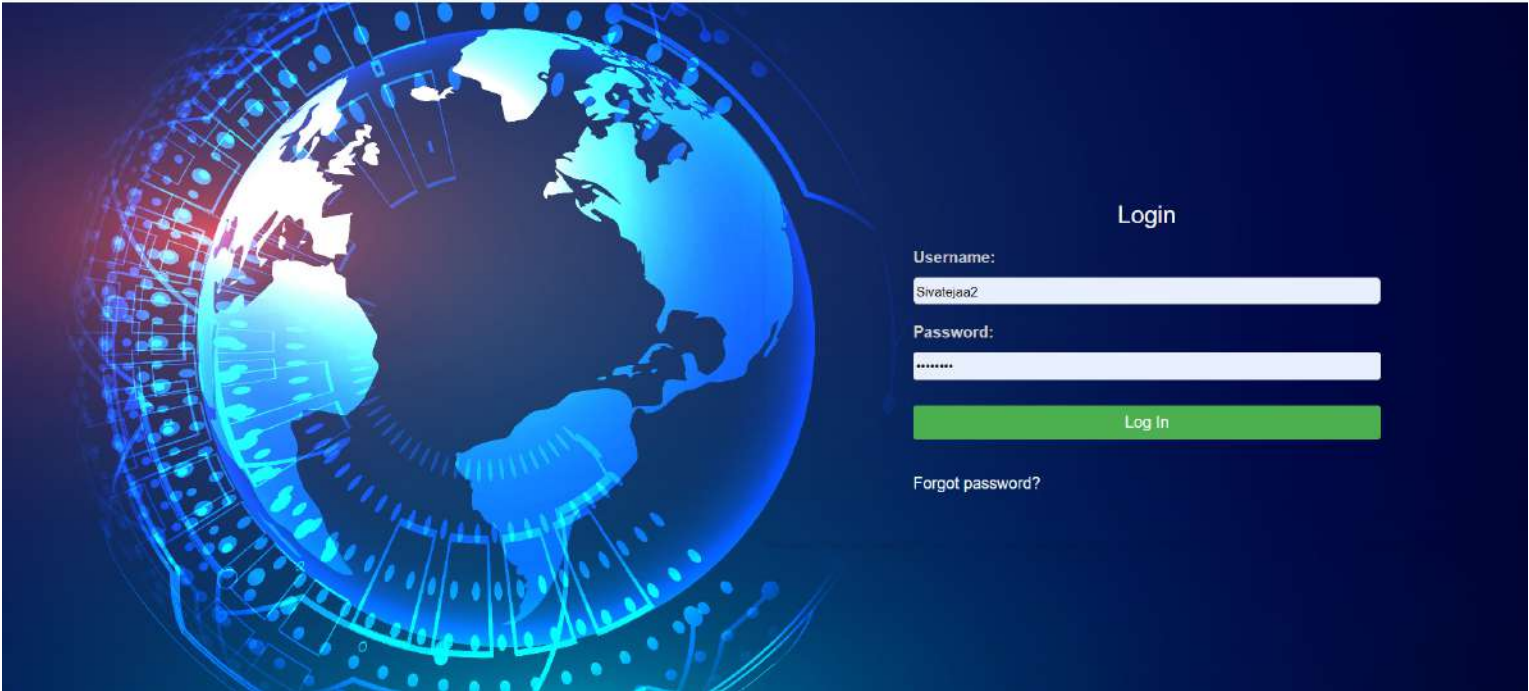 Login
Username:
Sivatejaa2
Password:
••••••••
Log In
Forgot password?